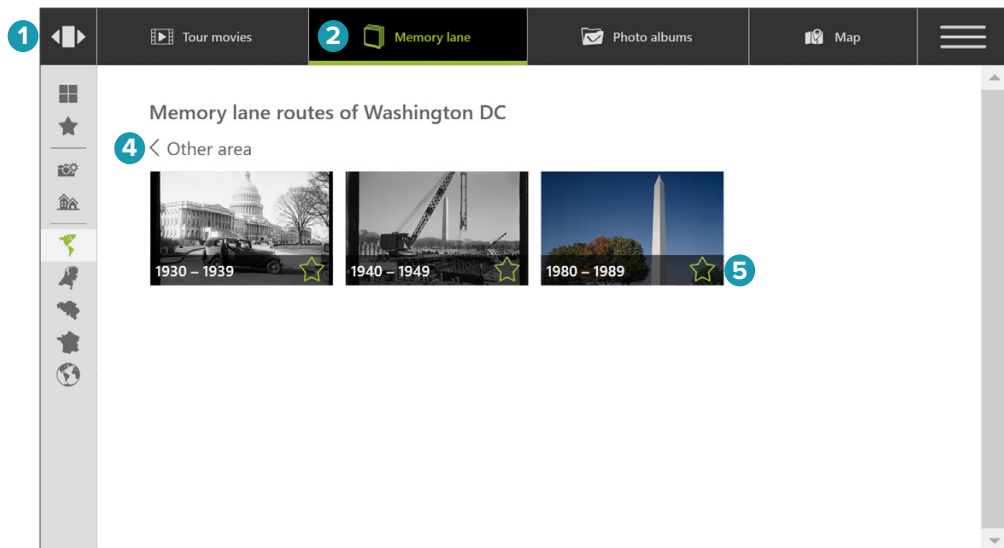 1
Tour movies
2
Memory lane
Photo albums
Map
Memory lane routes of Washington DC
4
Other area
1930 – 1939
1940 – 1949
1980 – 1989
5